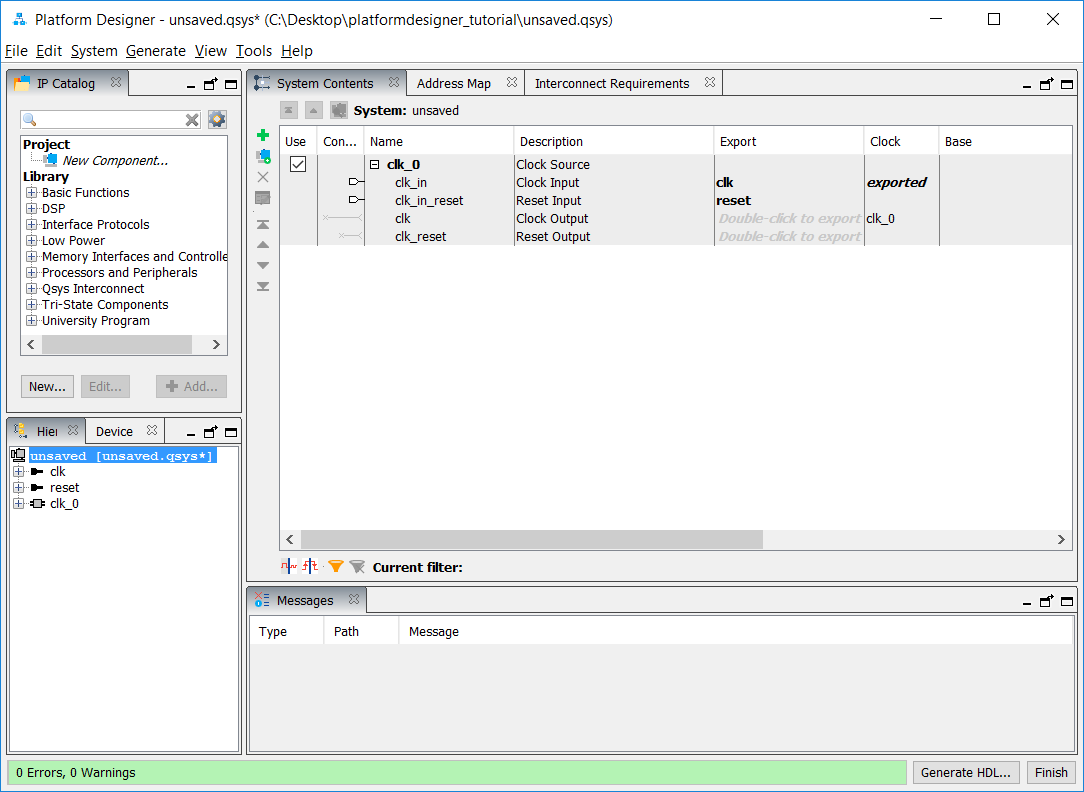 Platform Designer - unsaved.qsys* (C:\Desktop\platformdesigner_tutorial\unsaved.qsys)
File Edit System Generate View Tools Help
IP Catalog
Project
New Component...
Library
Basic Functions
DSP
Interface Protocols
Low Power
Memory Interfaces and Controlle
Processors and Peripherals
Qsys Interconnect
Tri-State Components
University Program
New... Edit... Add...
Hier Device
unsaved [unsaved.qsys*]
clk
reset
clk_0
System Contents Address Map Interconnect Requirements
System: unsaved
Use Con... Name Description Export Clock Base
clk_0 Clock Source
clk_in Clock Input clk exported
clk_in_reset Reset Input reset
clk Clock Output Double-click to export clk_0
clk_reset Reset Output Double-click to export
Current filter:
Messages
Type Path Message
0 Errors, 0 Warnings Generate HDL... Finish